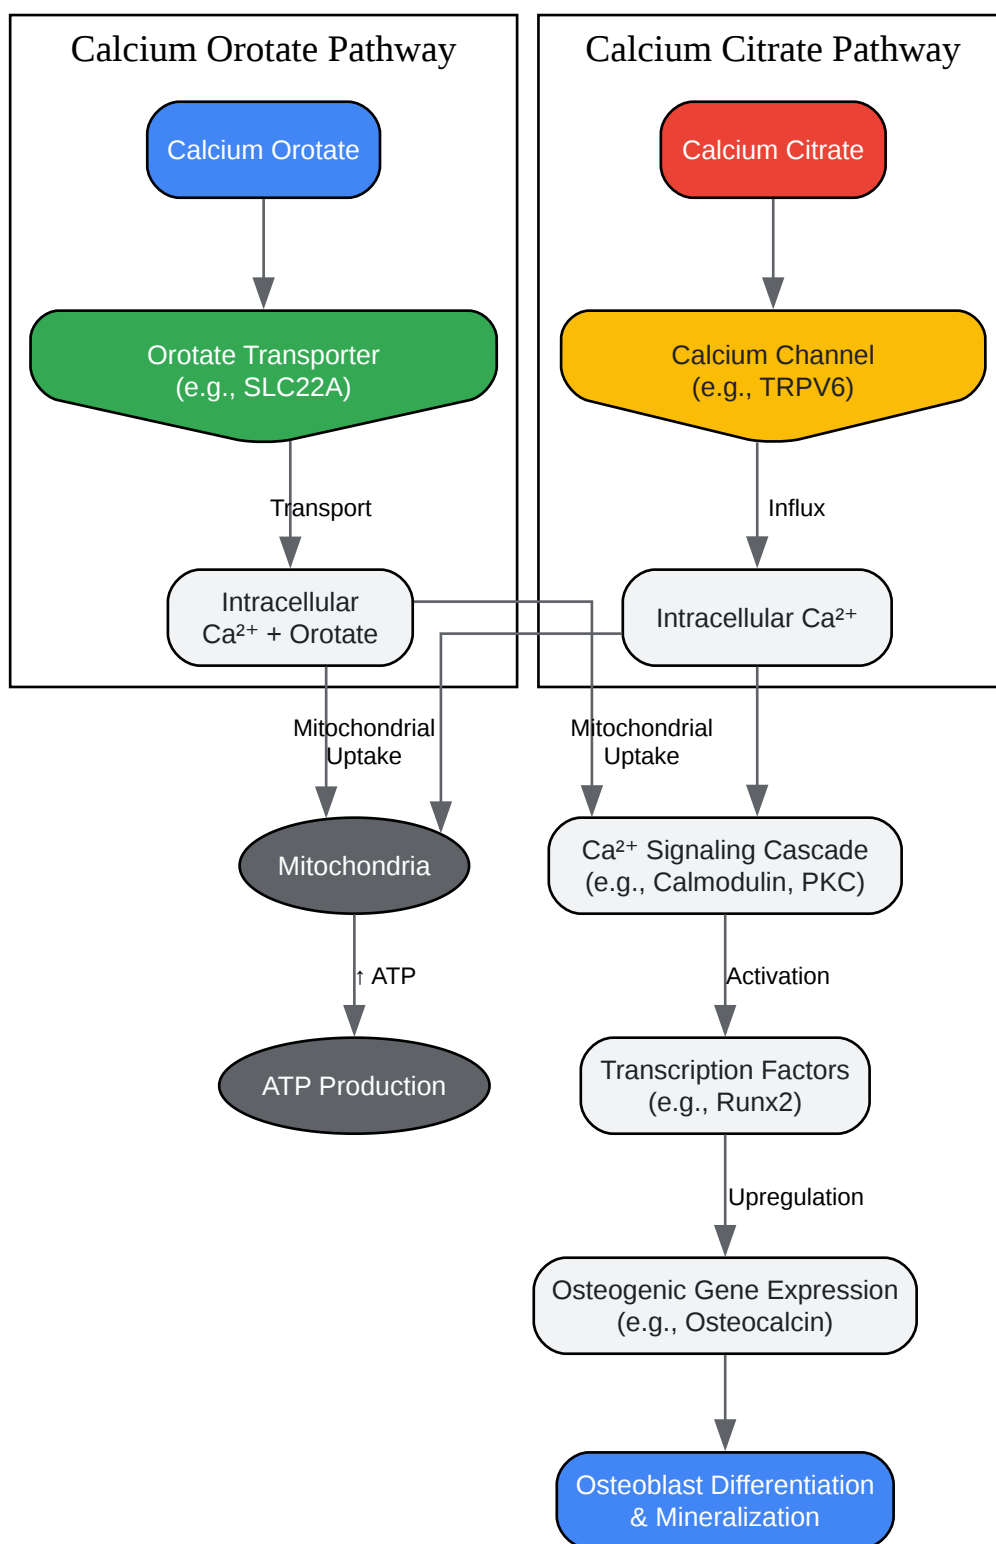 Calcium Orotate Pathway
Calcium Citrate Pathway
Calcium Orotate
Calcium Citrate
Orotate Transporter
(e.g., SLC22A)
Calcium Channel
(e.g., TRPV6)
Transport
Influx
Intracellular
Ca²⁺ + Orotate
Intracellular Ca²⁺
Mitochondrial
Uptake
Mitochondrial
Uptake
Mitochondria
Ca²⁺ Signaling Cascade
(e.g., Calmodulin, PKC)
↑ ATP
Activation
ATP Production
Transcription Factors
(e.g., Runx2)
Upregulation
Osteogenic Gene Expression
(e.g., Osteocalcin)
Osteoblast Differentiation
& Mineralization